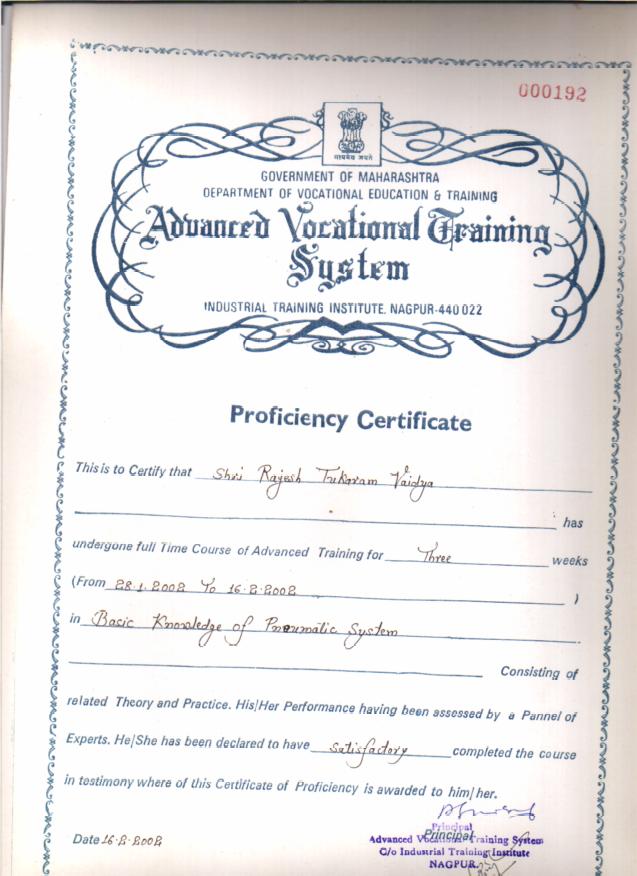 000192
सत्यमेव जयते
GOVERNMENT OF MAHARASHTRA
DEPARTMENT OF VOCATIONAL EDUCATION & TRAINING
Advanced Vocational Training
System
INDUSTRIAL TRAINING INSTITUTE. NAGPUR-440 022
Proficiency Certificate
This is to Certify that Shri Rajesh Tukaram Vaidya
has
undergone full Time Course of Advanced Training for Three weeks
(From 28.1.2002 To 16.2.2002 )
in Basic Knowledge of Pneumatic System
Consisting of
related Theory and Practice. His/Her Performance having been assessed by a Pannel of
Experts. He/She has been declared to have satisfactory completed the course
in testimony where of this Certificate of Proficiency is awarded to him/her.
Date 16.2.2002
Principal
Principal
Advanced Vocational Training System
C/o Industrial Training Institute
NAGPUR.